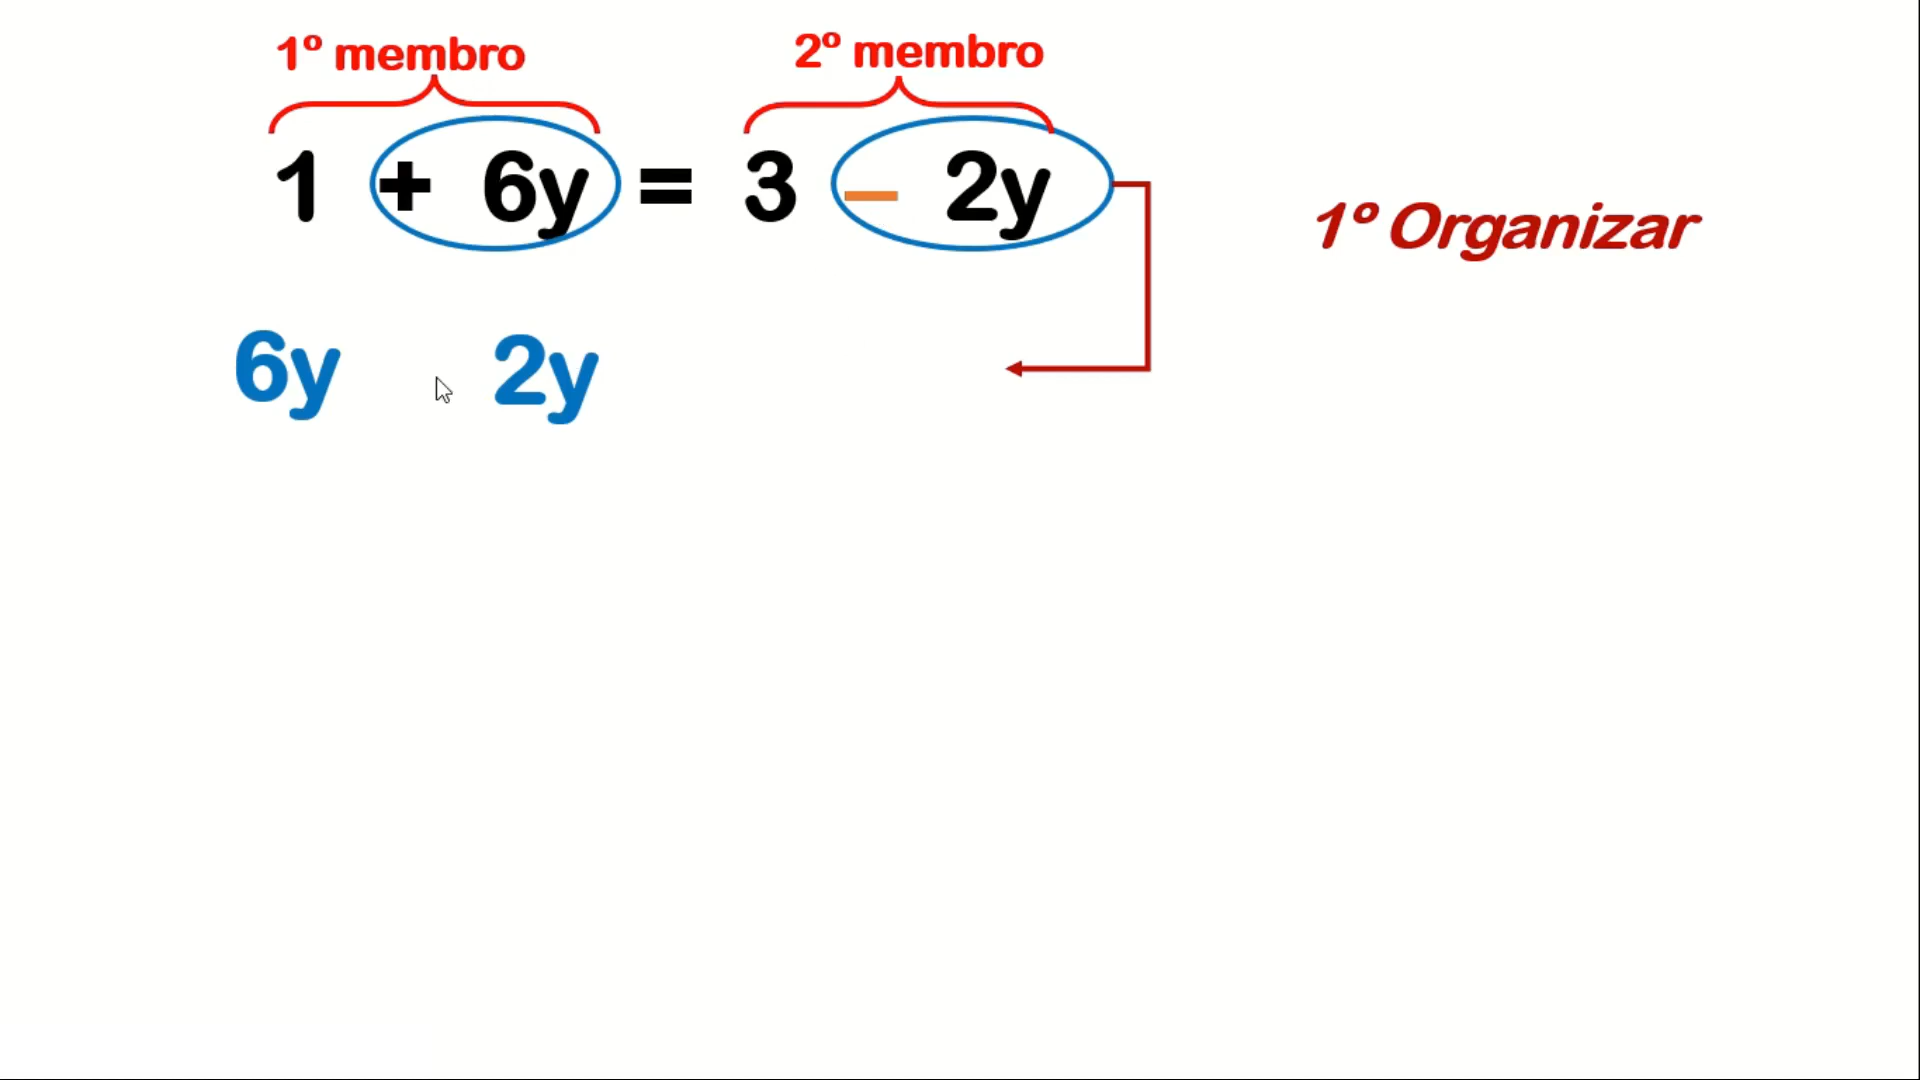 1º membro 2º membro
1 + 6y = 3 – 2y
1º Organizar
6y 2y